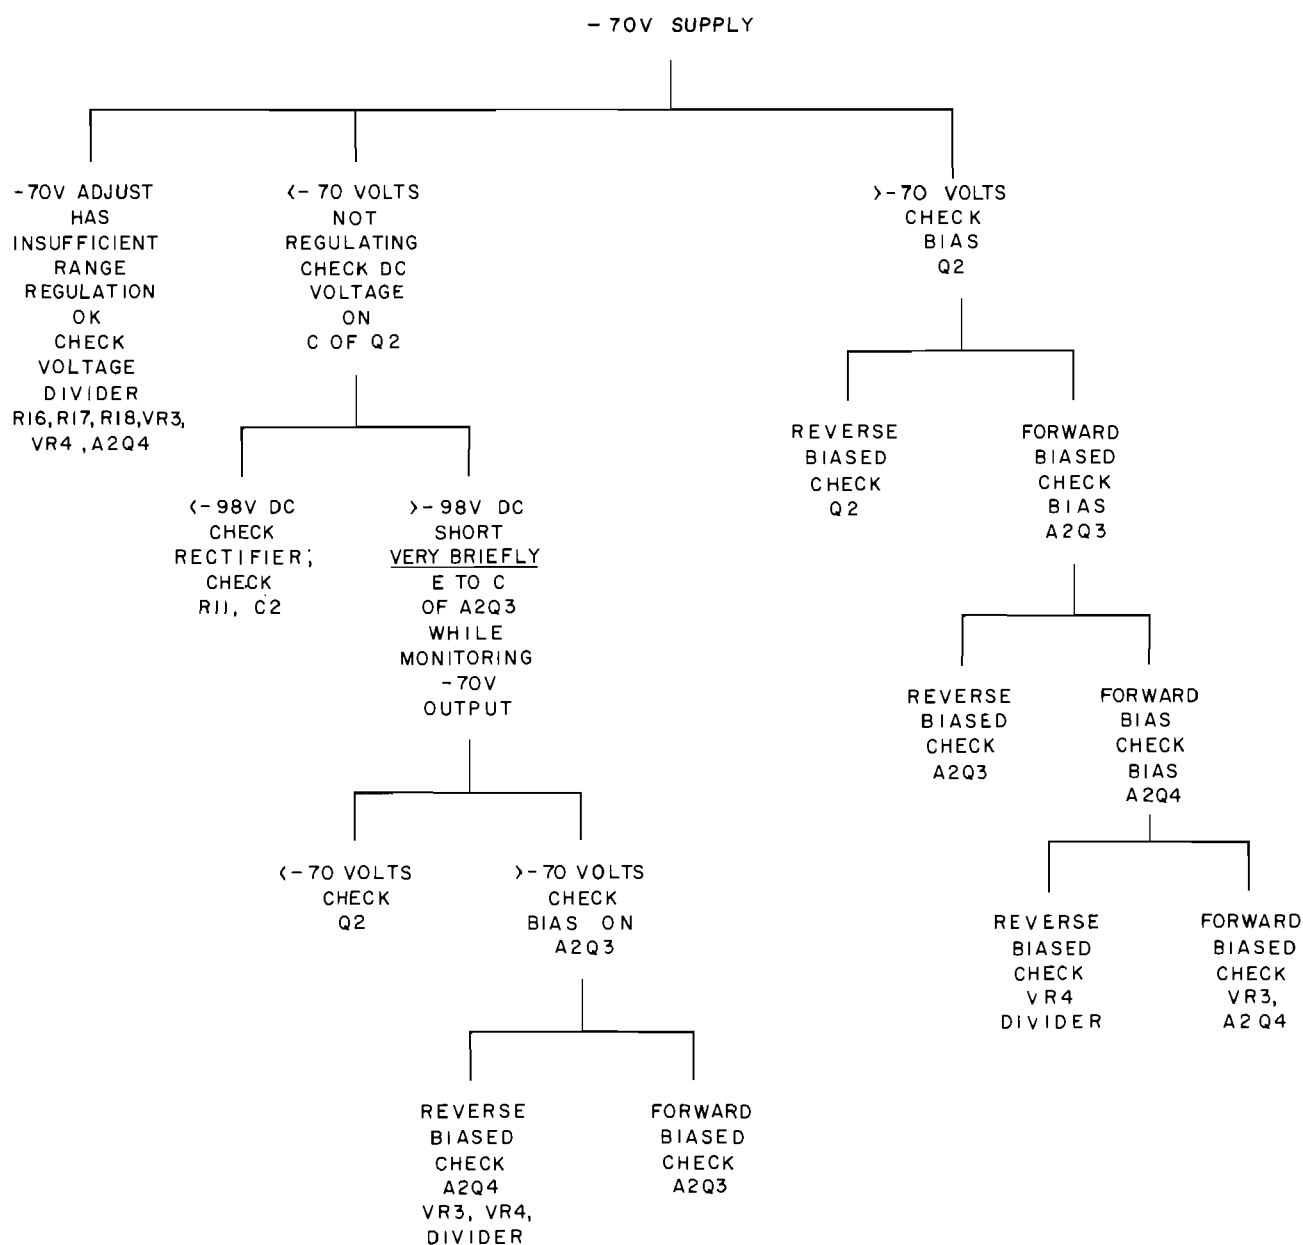 -70V SUPPLY
-70V ADJUST
HAS
INSUFFICIENT
RANGE
REGULATION
OK
CHECK
VOLTAGE
DIVIDER
R16, R17, R18, VR3,
VR4, A2Q4
<-70 VOLTS
NOT
REGULATING
CHECK DC
VOLTAGE
ON
C OF Q2
>-70 VOLTS
CHECK
BIAS
Q2
<-98V DC
CHECK
RECTIFIER;
CHECK
R11, C2
>-98V DC
SHORT
VERY BRIEFLY
E TO C
OF A2Q3
WHILE
MONITORING
-70V
OUTPUT
REVERSE
BIASED
CHECK
Q2
FORWARD
BIASED
CHECK
BIAS
A2Q3
REVERSE
BIASED
CHECK
A2Q3
FORWARD
BIAS
CHECK
BIAS
A2Q4
<-70 VOLTS
CHECK
Q2
>-70 VOLTS
CHECK
BIAS ON
A2Q3
REVERSE
BIASED
CHECK
VR4
DIVIDER
FORWARD
BIASED
CHECK
VR3,
A2Q4
REVERSE
BIASED
CHECK
A2Q4
VR3, VR4,
DIVIDER
FORWARD
BIASED
CHECK
A2Q3